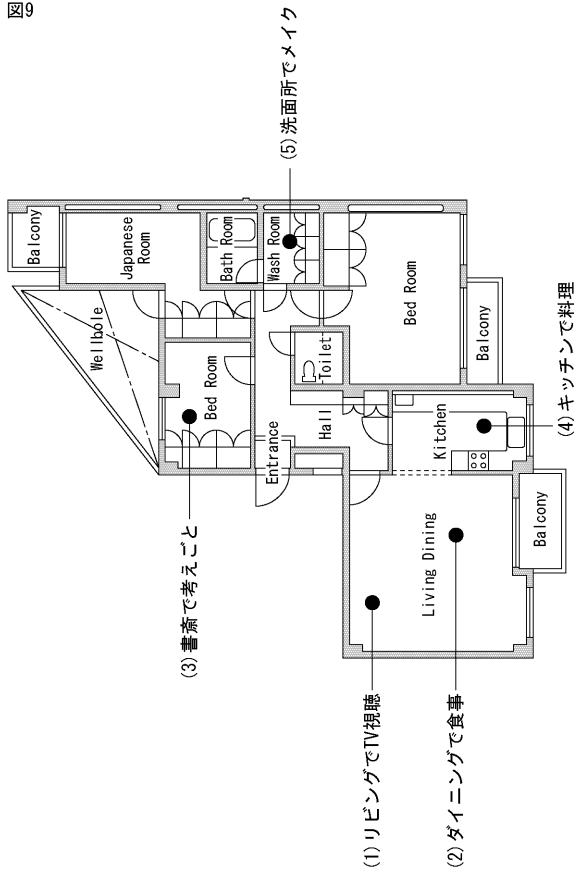 図9
(5)洗面所でメイク
Balcony
Japanese
Room
Bath Room
Wash Room
Wellhole
Bed Room
Toilet
Bed Room
Balcony
Entrance
Hall
Kitchen
(4)キッチンで料理
Living Dining
Balcony
(3)書斎で考えごと
(1)リビングでTV視聴
(2)ダイニングで食事